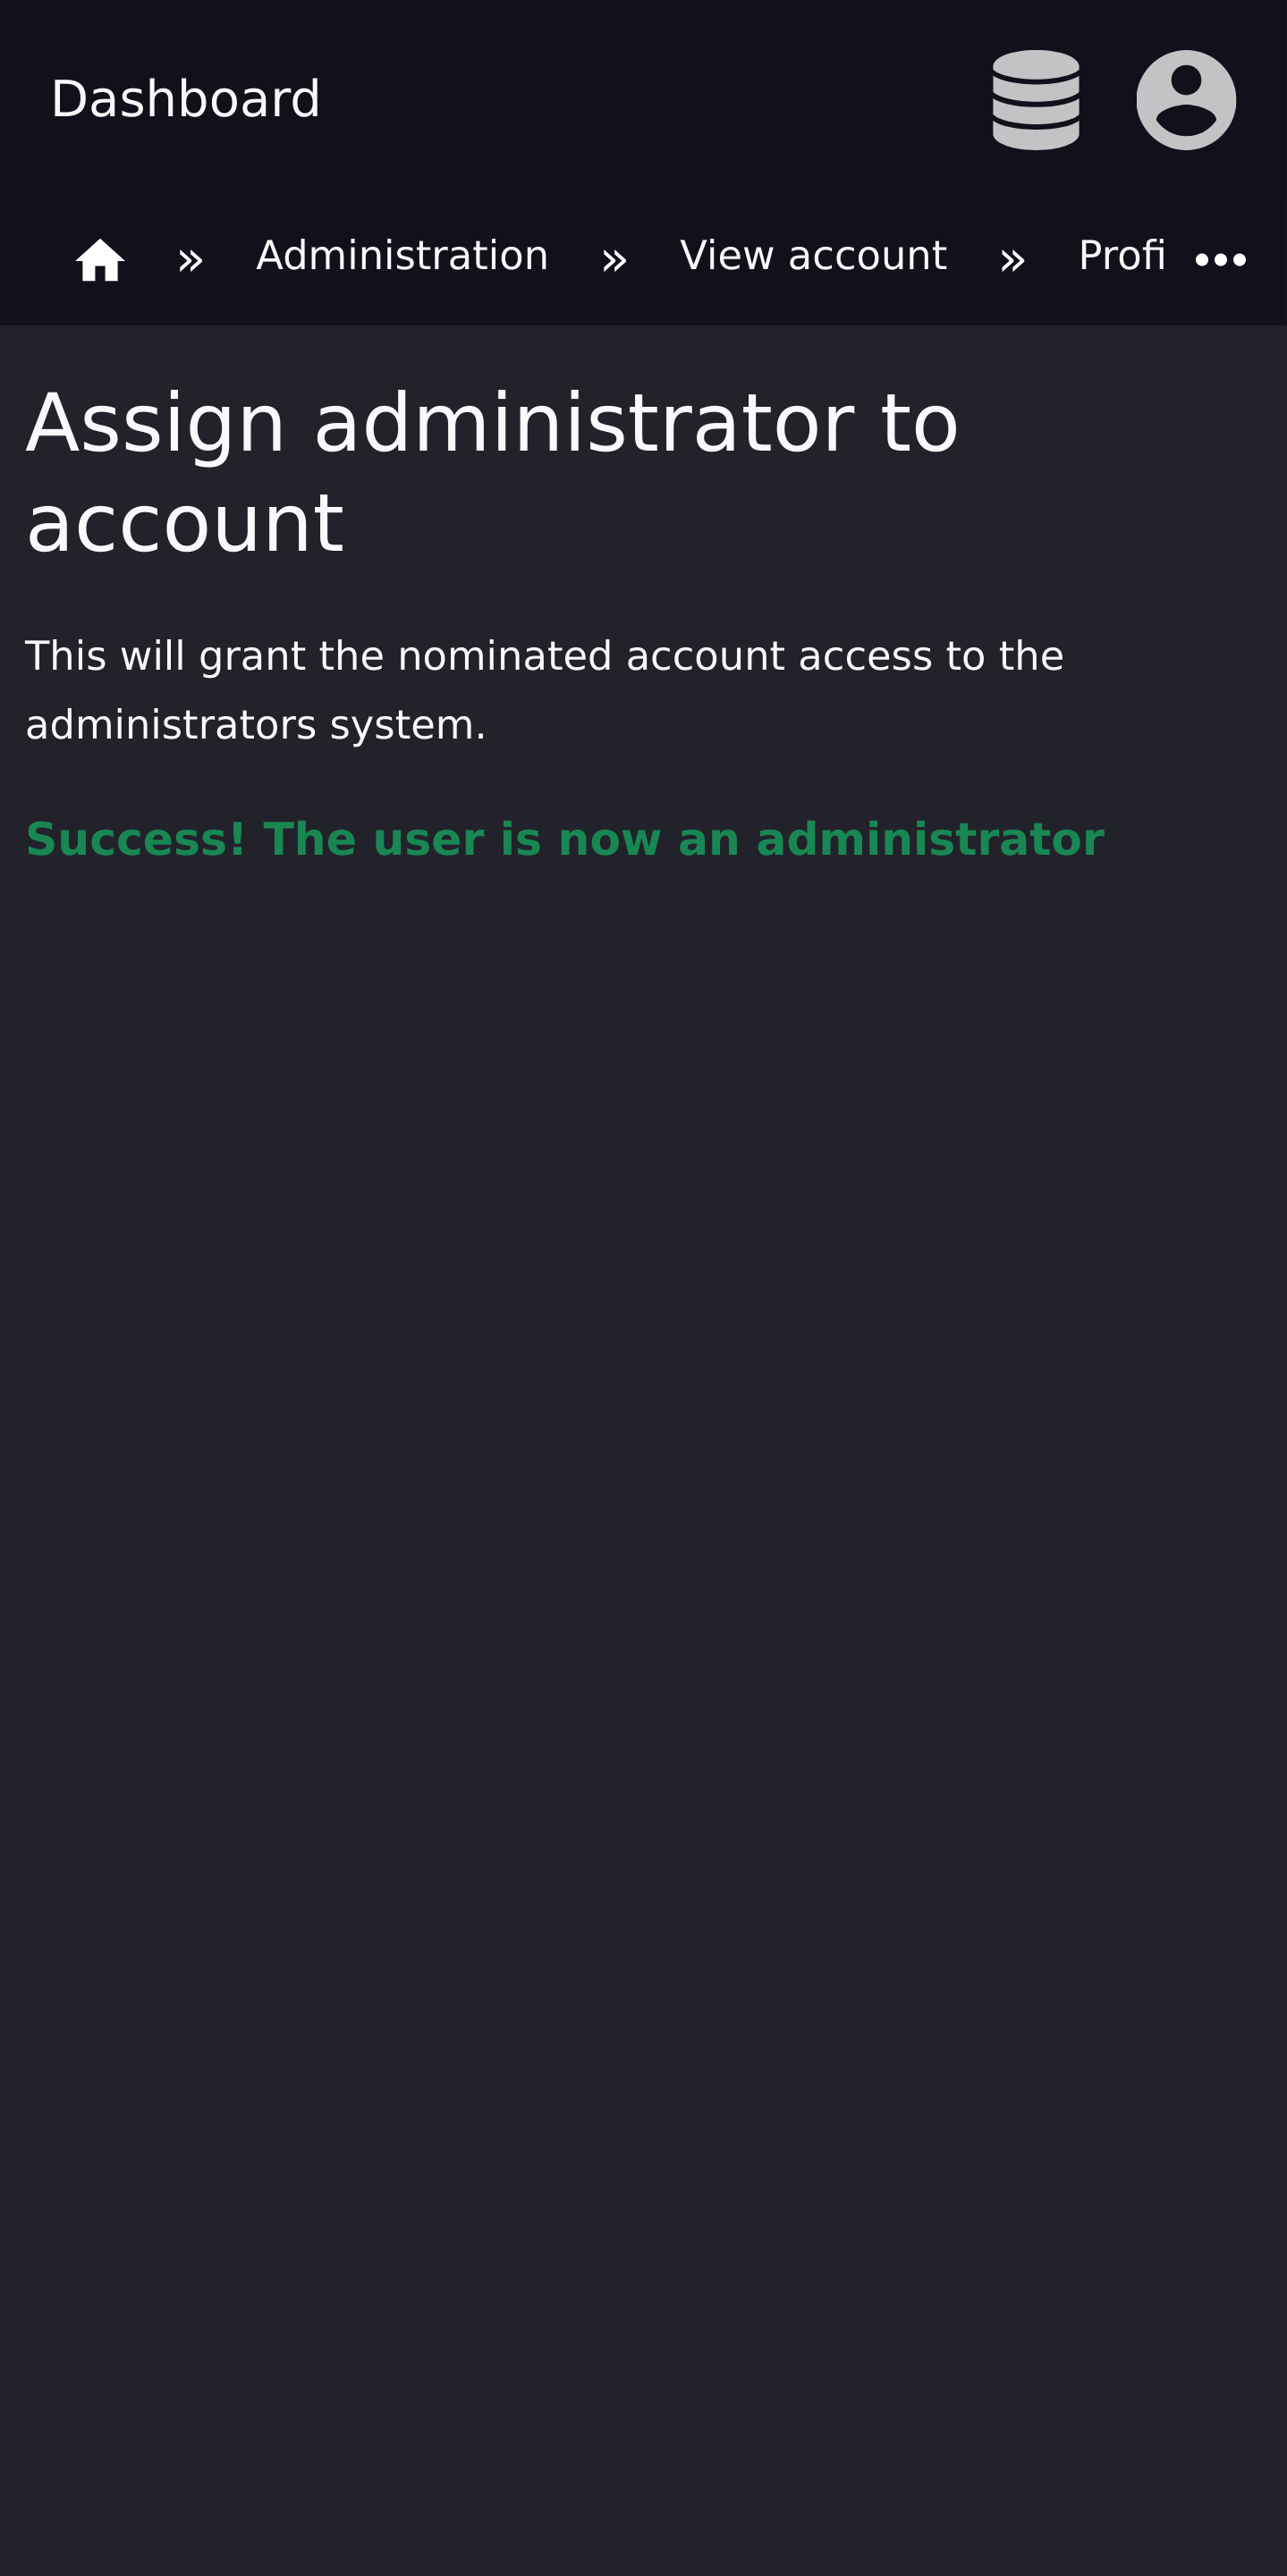 Dashboard
» Administration » View account » Profi •••
Assign administrator to
account
This will grant the nominated account access to the
administrators system.
Success! The user is now an administrator